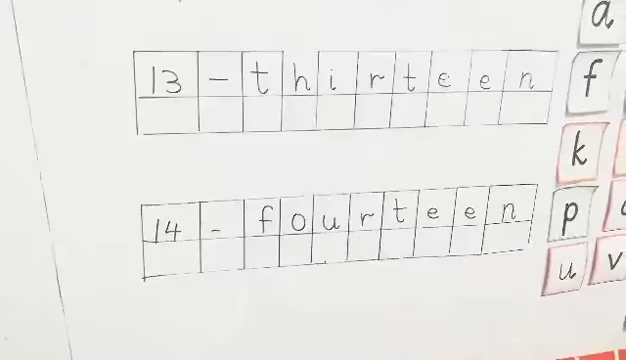 13 - thirteen
14 - fourteen
a
f
k
p
u v